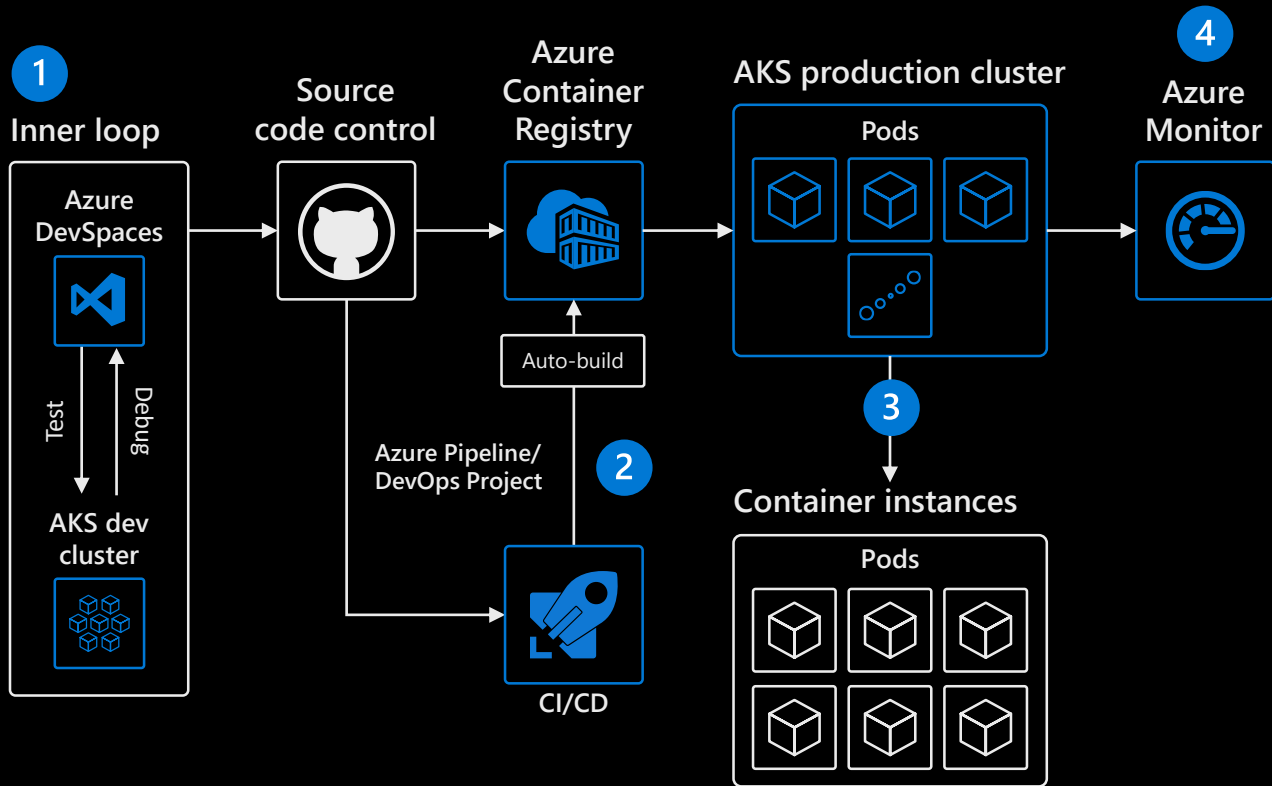 1
Inner loop
Azure
DevSpaces
Test
Debug
AKS dev
cluster
Source
code control
Azure
Container
Registry
Auto-build
Azure Pipeline/
DevOps Project
2
CI/CD
AKS production cluster
Pods
3
Container instances
Pods
4
Azure
Monitor